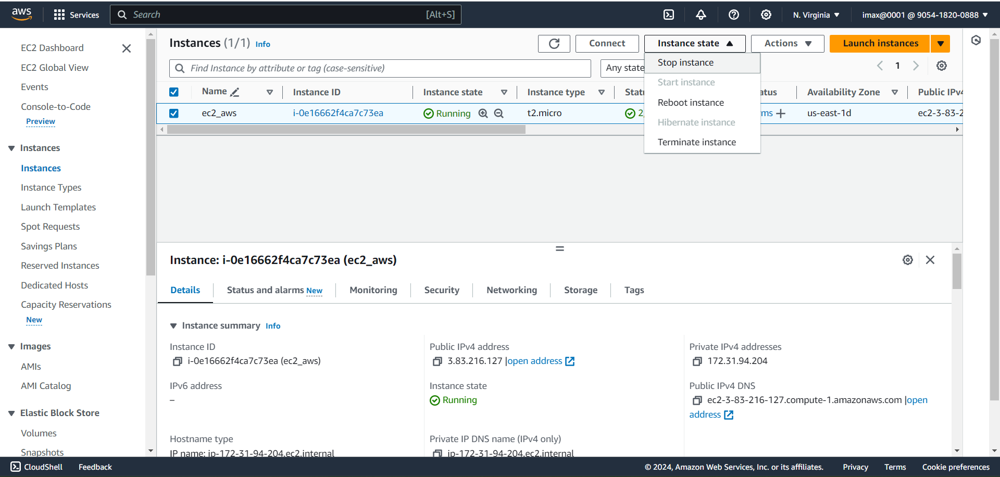 aws
Services
Search
[Alt+S]
N. Virginia
imax@0001 @ 9054-1820-0888
EC2 Dashboard
EC2 Global View
Events
Console-to-Code
Preview
Instances
Instances
Instance Types
Launch Templates
Spot Requests
Savings Plans
Reserved Instances
Dedicated Hosts
Capacity Reservations
New
Images
AMIs
AMI Catalog
Elastic Block Store
Volumes
Snapshots
Instances (1/1) Info
Connect
Instance state
Actions
Launch instances
Find Instance by attribute or tag (case-sensitive)
Any state
1
Stop instance
Start instance
Reboot instance
Hibernate instance
Terminate instance
Name
Instance ID
Instance state
Instance type
Statu
atus
Availability Zone
Public IPv4
ec2_aws
i-0e16662f4ca7c73ea
Running
t2.micro
2
ms
us-east-1d
ec2-3-83-2
Instance: i-0e16662f4ca7c73ea (ec2_aws)
Details
Status and alarms New
Monitoring
Security
Networking
Storage
Tags
Instance summary Info
Instance ID
i-0e16662f4ca7c73ea (ec2_aws)
Public IPv4 address
3.83.216.127 |open address
Private IPv4 addresses
172.31.94.204
IPv6 address
–
Instance state
Running
Public IPv4 DNS
ec2-3-83-216-127.compute-1.amazonaws.com |open
address
Hostname type
IP name: ip-172-31-94-204.ec2.internal
Private IP DNS name (IPv4 only)
ip-172-31-94-204.ec2.internal
CloudShell
Feedback
© 2024, Amazon Web Services, Inc. or its affiliates.
Privacy
Terms
Cookie preferences